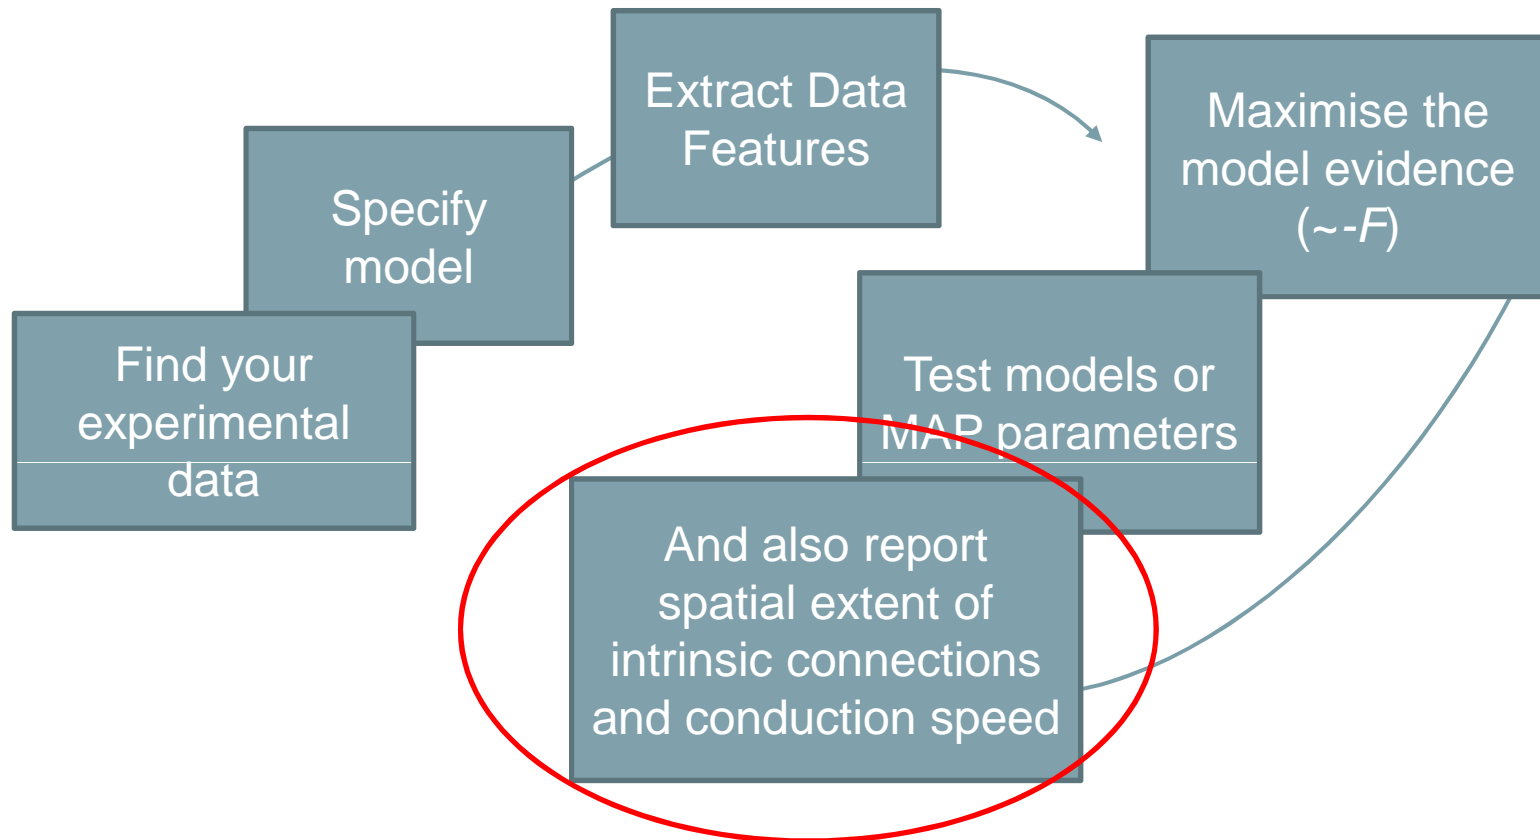 Find your
experimental
data
Specify
model
Extract Data
Features
Maximise the
model evidence
(~-F)
Test models or
MAP parameters
And also report
spatial extent of
intrinsic connections
and conduction speed